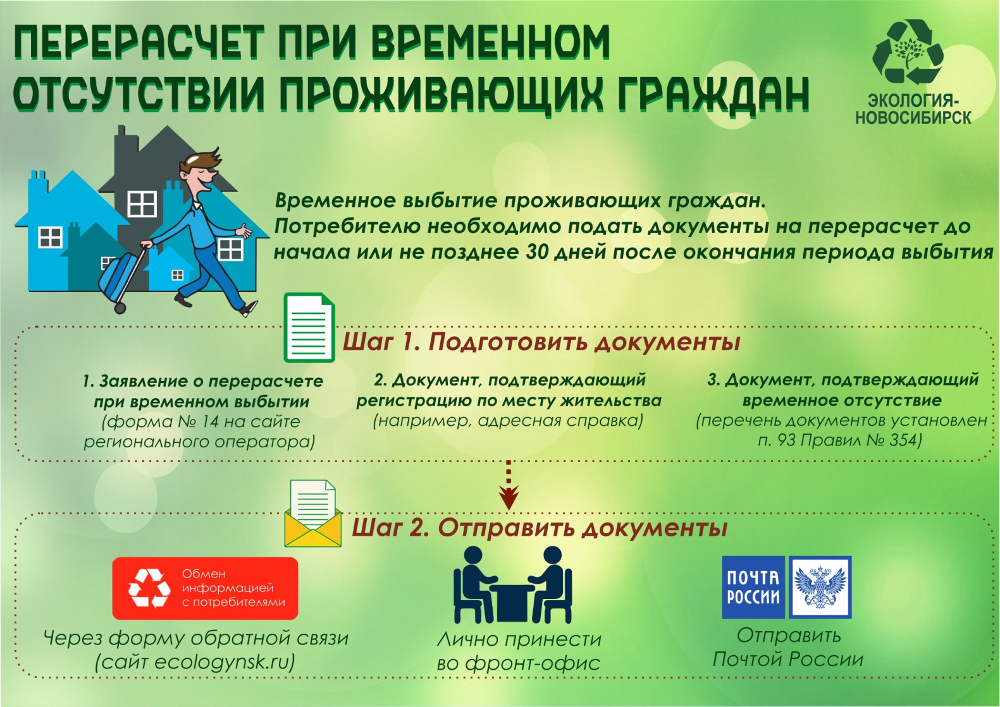 ПЕРЕРАСЧЕТ ПРИ ВРЕМЕННОМ
ОТСУТСТВИИ ПРОЖИВАЮЩИХ ГРАЖДАН
ЭКОЛОГИЯ-
НОВОСИБИРСК
Временное выбытие проживающих граждан.
Потребителю необходимо подать документы на перерасчет до
начала или не позднее 30 дней после окончания периода выбытия
Шаг 1. Подготовить документы
1. Заявление о перерасчете
при временном выбытии
(форма № 14 на сайте
регионального оператора)
2. Документ, подтверждающий
регистрацию по месту жительства
(например, адресная справка)
3. Документ, подтверждающий
временное отсутствие
(перечень документов установлен
п. 93 Правил № 354)
Шаг 2. Отправить документы
Обмен
информацией
с потребителями
Через форму обратной связи
(сайт ecologynsk.ru)
Лично принести
во фронт-офис
ПОЧТА
РОССИИ
Отправить
Почтой России